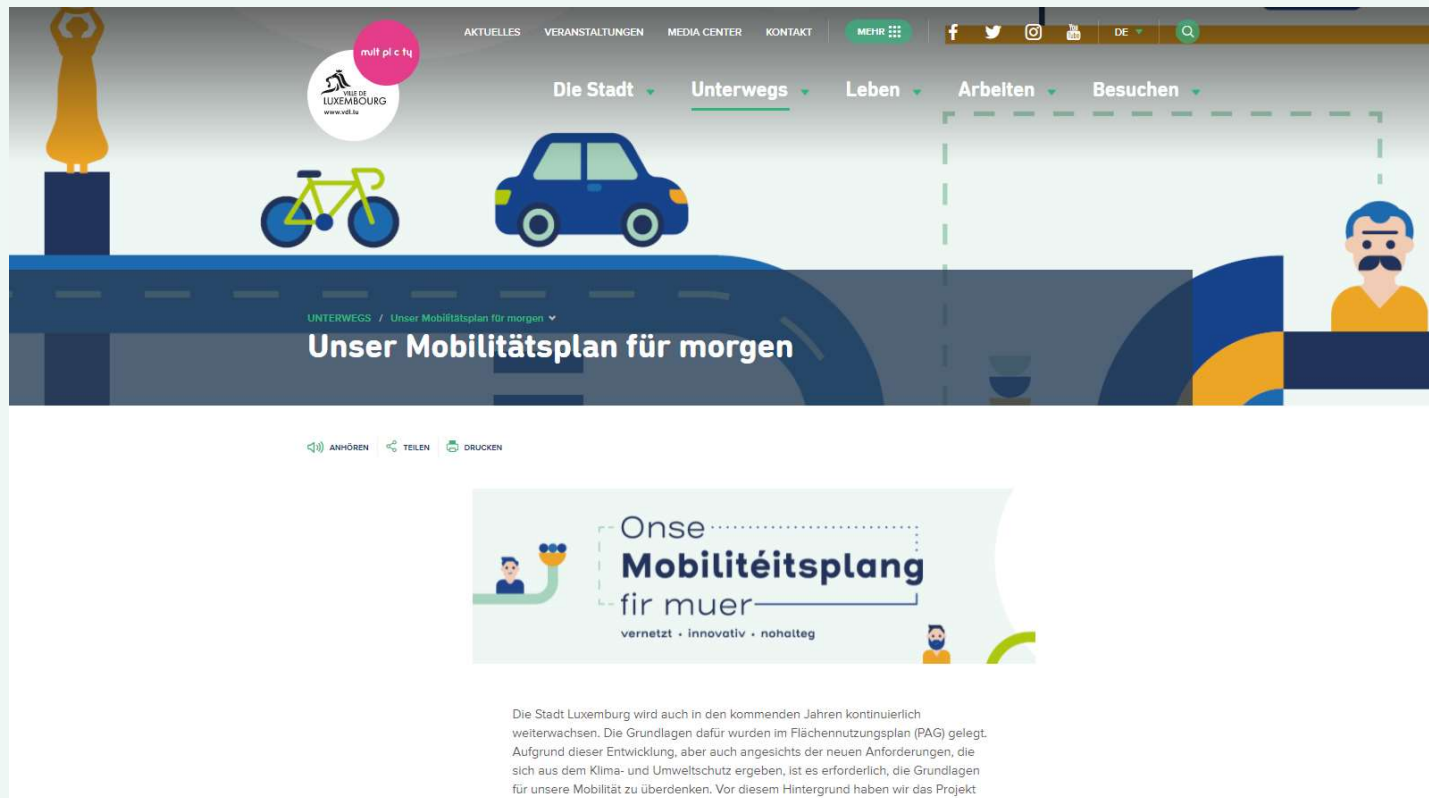 AKTUELLES VERANSTALTUNGEN MEDIA CENTER KONTAKT MEHR DE
mult pl c ty
VILLE DE
LUXEMBOURG
www.vdl.lu
Die Stadt Unterwegs Leben Arbeiten Besuchen
UNTERWEGS / Unser Mobilitätsplan für morgen
Unser Mobilitätsplan für morgen
ANHÖREN TEILEN DRUCKEN
Onse
Mobilitéitsplang
fir muer
vernetzt • innovativ • nohalteg
Die Stadt Luxemburg wird auch in den kommenden Jahren kontinuierlich
weiterwachsen. Die Grundlagen dafür wurden im Flächennutzungsplan (PAG) gelegt.
Aufgrund dieser Entwicklung, aber auch angesichts der neuen Anforderungen, die
sich aus dem Klima- und Umweltschutz ergeben, ist es erforderlich, die Grundlagen
für unsere Mobilität zu überdenken. Vor diesem Hintergrund haben wir das Projekt